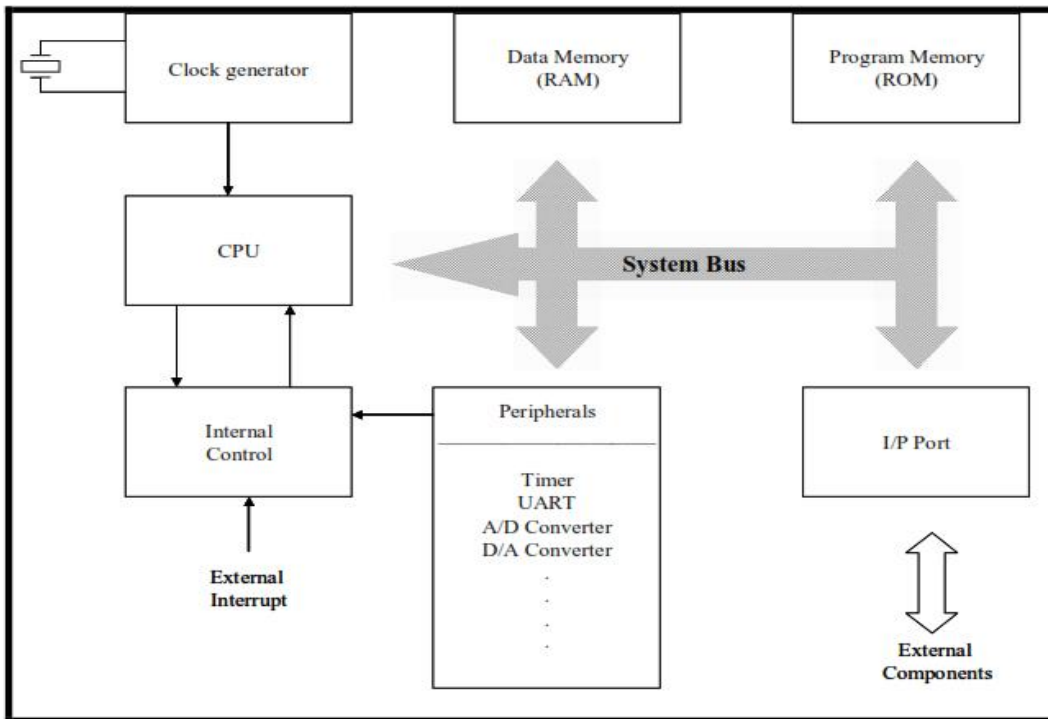 Clock generator
Data Memory
(RAM)
Program Memory
(ROM)
CPU
System Bus
Internal
Control
Peripherals
Timer
UART
A/D Converter
D/A Converter
.
.
.
.
I/P Port
External
Interrupt
External
Components